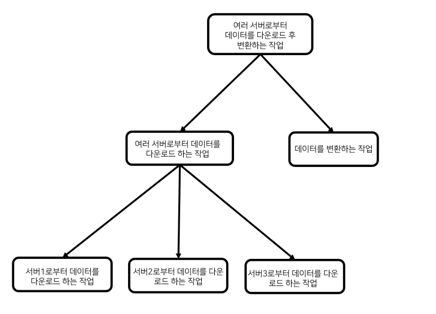 여러 서버로부터
데이터를 다운로드 후
변환하는 작업
여러 서버로부터 데이터를
다운로드 하는 작업
데이터를 변환하는 작업
서버1로부터 데이터를
다운로드 하는 작업
서버2로부터 데이터를 다운
로드 하는 작업
서버3로부터 데이터를 다운
로드 하는 작업